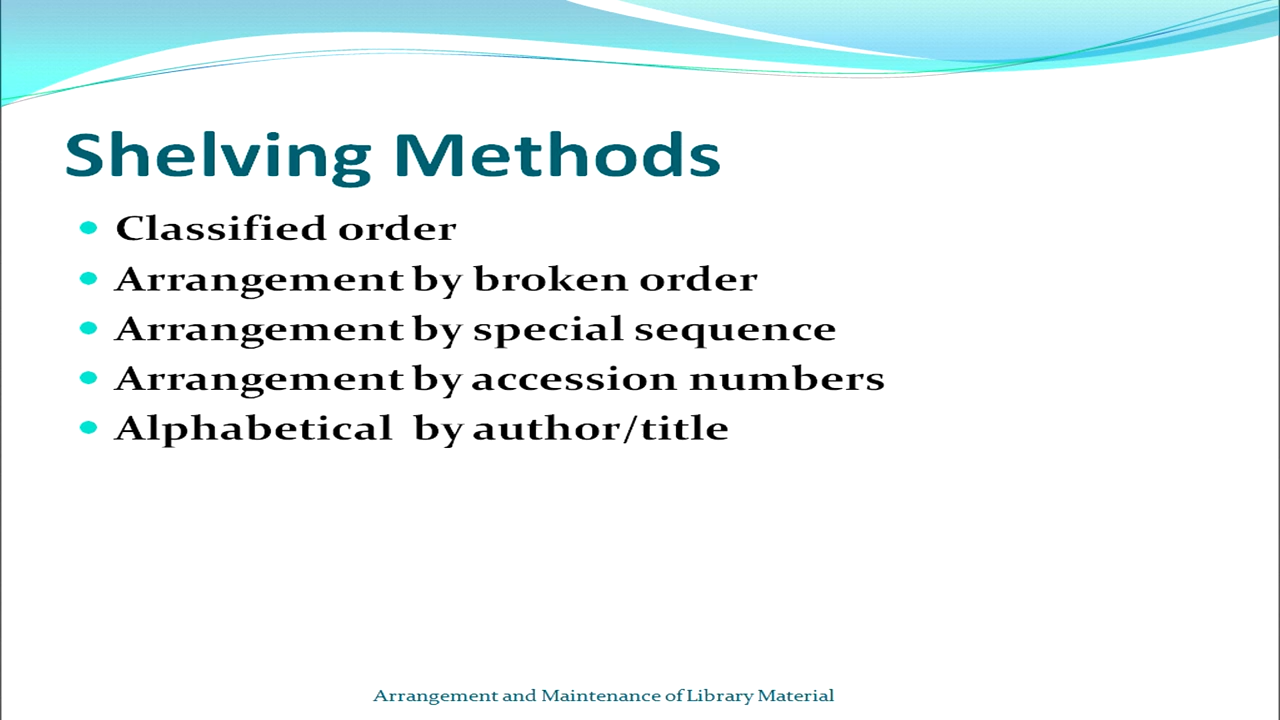 Shelving Methods
Classified order
Arrangement by broken order
Arrangement by special sequence
Arrangement by accession numbers
Alphabetical  by author/title
Arrangement and Maintenance of Library Material